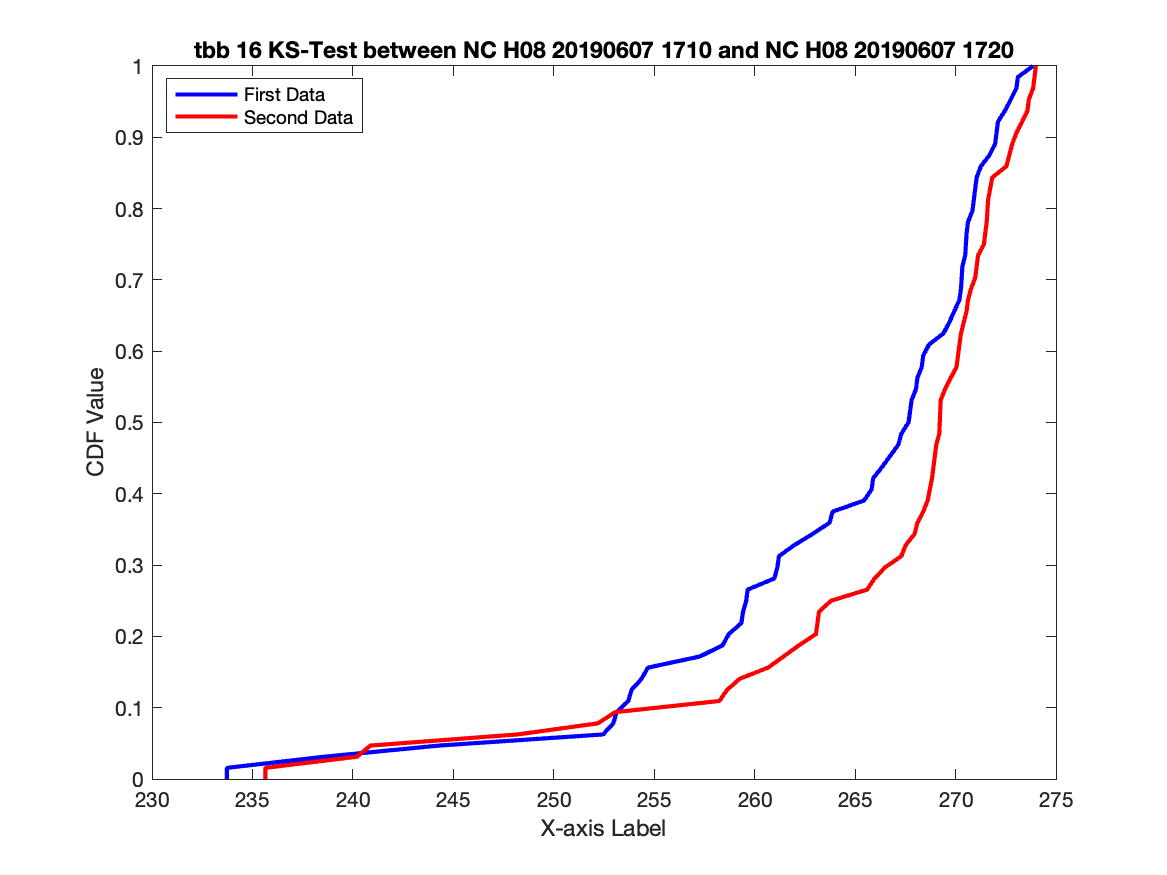 tbb 16 KS-Test between NC H08 20190607 1710 and NC H08 20190607 1720
First Data
Second Data
1
0.9
0.8
0.7
0.6
0.5
0.4
0.3
0.2
0.1
0
CDF Value
230 235 240 245 250 255 260 265 270 275
X-axis Label